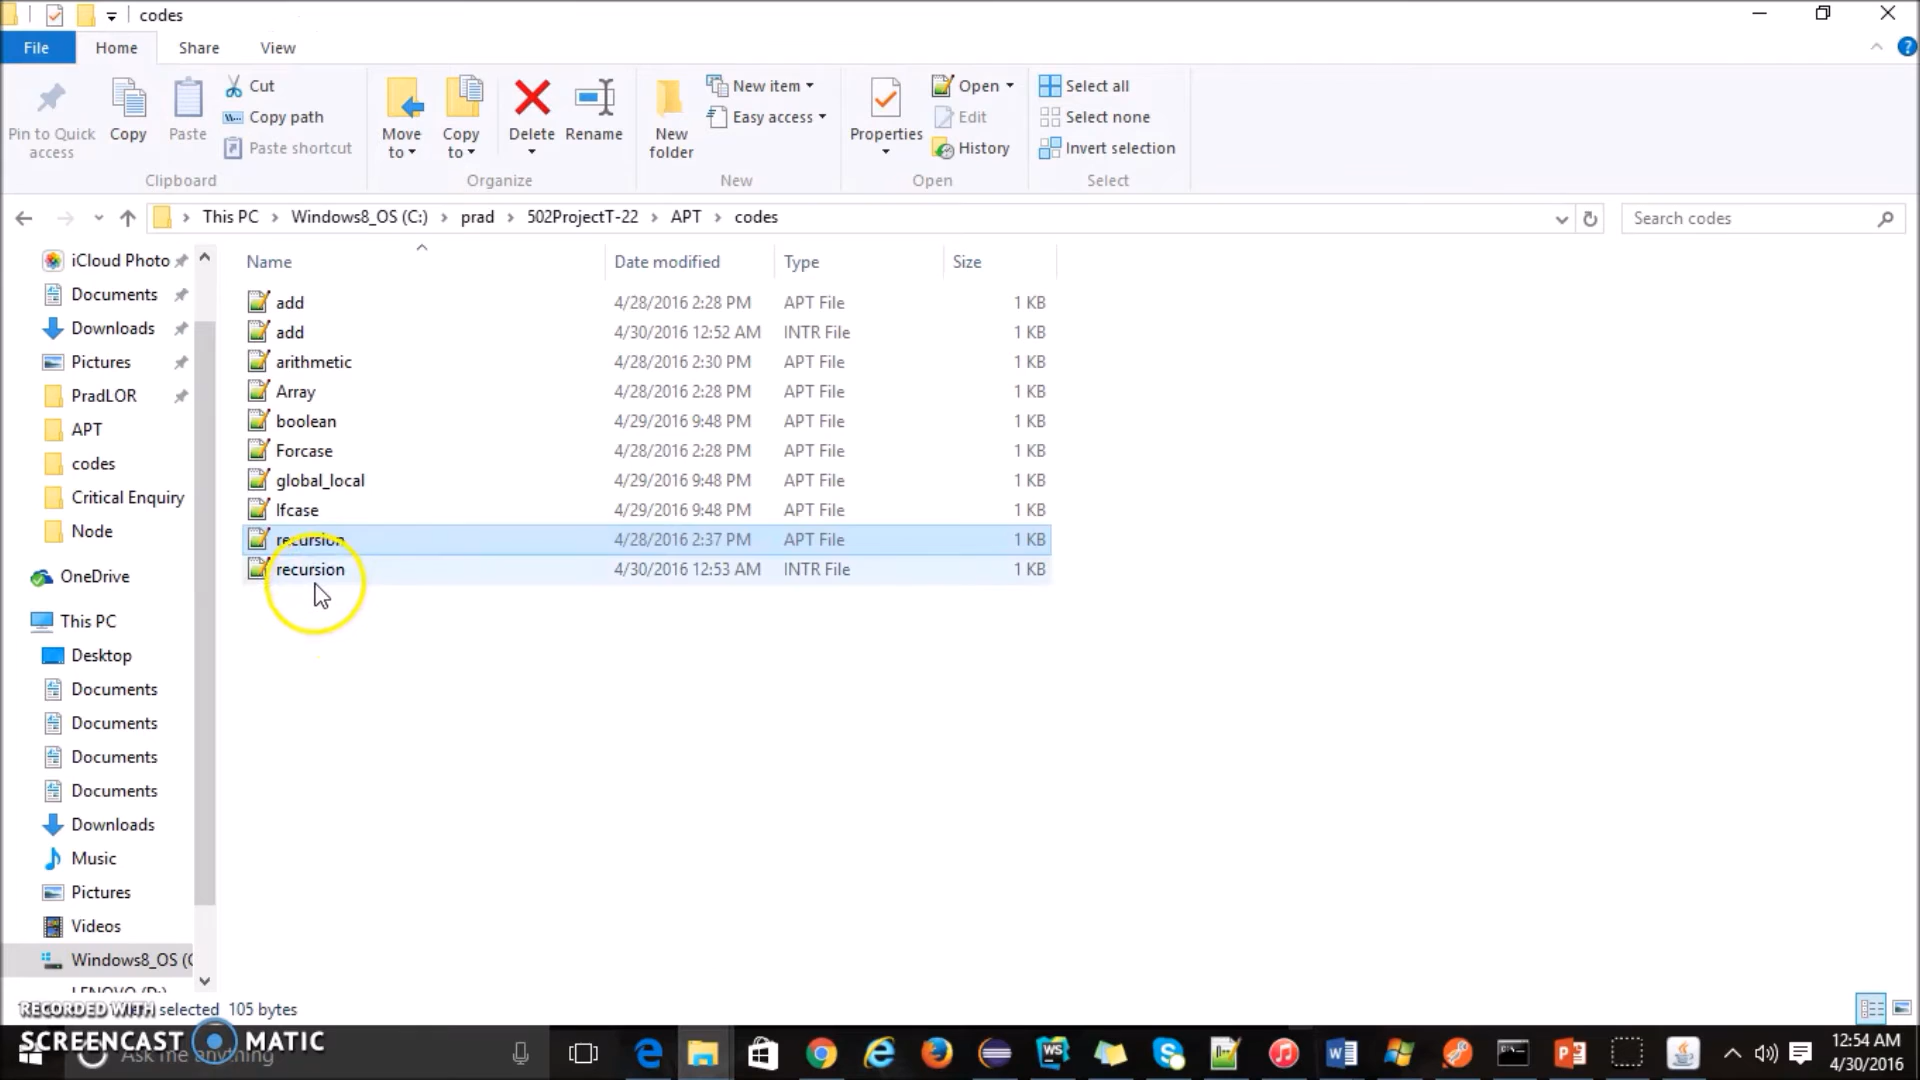 codes
File Home Share View
Pin to Quick access
Copy
Paste
Cut
Copy path
Paste shortcut
Clipboard
Move to
Copy to
Delete
Rename
Organize
New folder
New item
Easy access
New
Properties
Open
Edit
History
Open
Select all
Select none
Invert selection
Select
This PC > Windows8_OS (C:) > prad > 502ProjectT-22 > APT > codes
Search codes
iCloud Photo
Documents
Downloads
Pictures
PradLOR
APT
codes
Critical Enquiry
Node
OneDrive
This PC
Desktop
Documents
Documents
Documents
Documents
Downloads
Music
Pictures
Videos
Windows8_OS (C
Name Date modified Type Size
add 4/28/2016 2:28 PM APT File 1 KB
add 4/30/2016 12:52 AM INTR File 1 KB
arithmetic 4/28/2016 2:30 PM APT File 1 KB
Array 4/28/2016 2:28 PM APT File 1 KB
boolean 4/29/2016 9:48 PM APT File 1 KB
Forcase 4/28/2016 2:28 PM APT File 1 KB
global_local 4/29/2016 9:48 PM APT File 1 KB
Ifcase 4/29/2016 9:48 PM APT File 1 KB
recursion 4/28/2016 2:37 PM APT File 1 KB
recursion 4/30/2016 12:53 AM INTR File 1 KB
selected 105 bytes
RECORDED WITH
SCREENCAST MATIC
Ask me anything
12:54 AM
4/30/2016